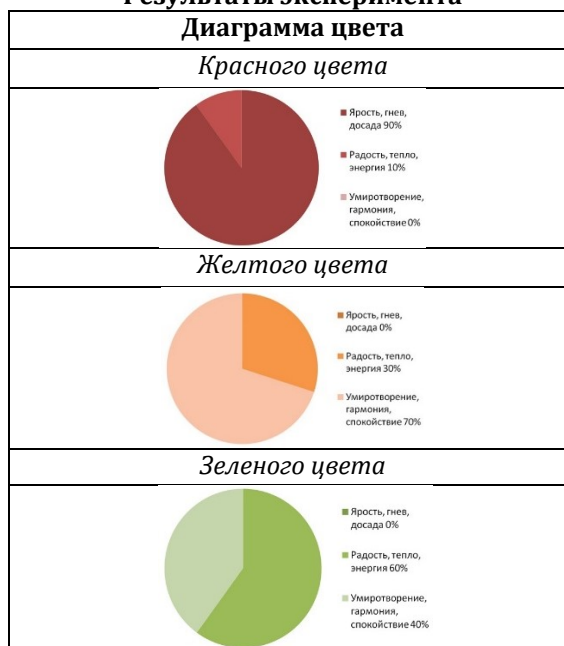 Результаты эксперимента
Диаграмма цвета
Красного цвета
Ярость, гнев,
досада 90%
Радость, тепло,
энергия 10%
Умиротворение,
гармония,
спокойствие 0%
Желтого цвета
Ярость, гнев,
досада 0%
Радость, тепло,
энергия 30%
Умиротворение,
гармония,
спокойствие 70%
Зеленого цвета
Ярость, гнев,
досада 0%
Радость, тепло,
энергия 60%
Умиротворение,
гармония,
спокойствие 40%